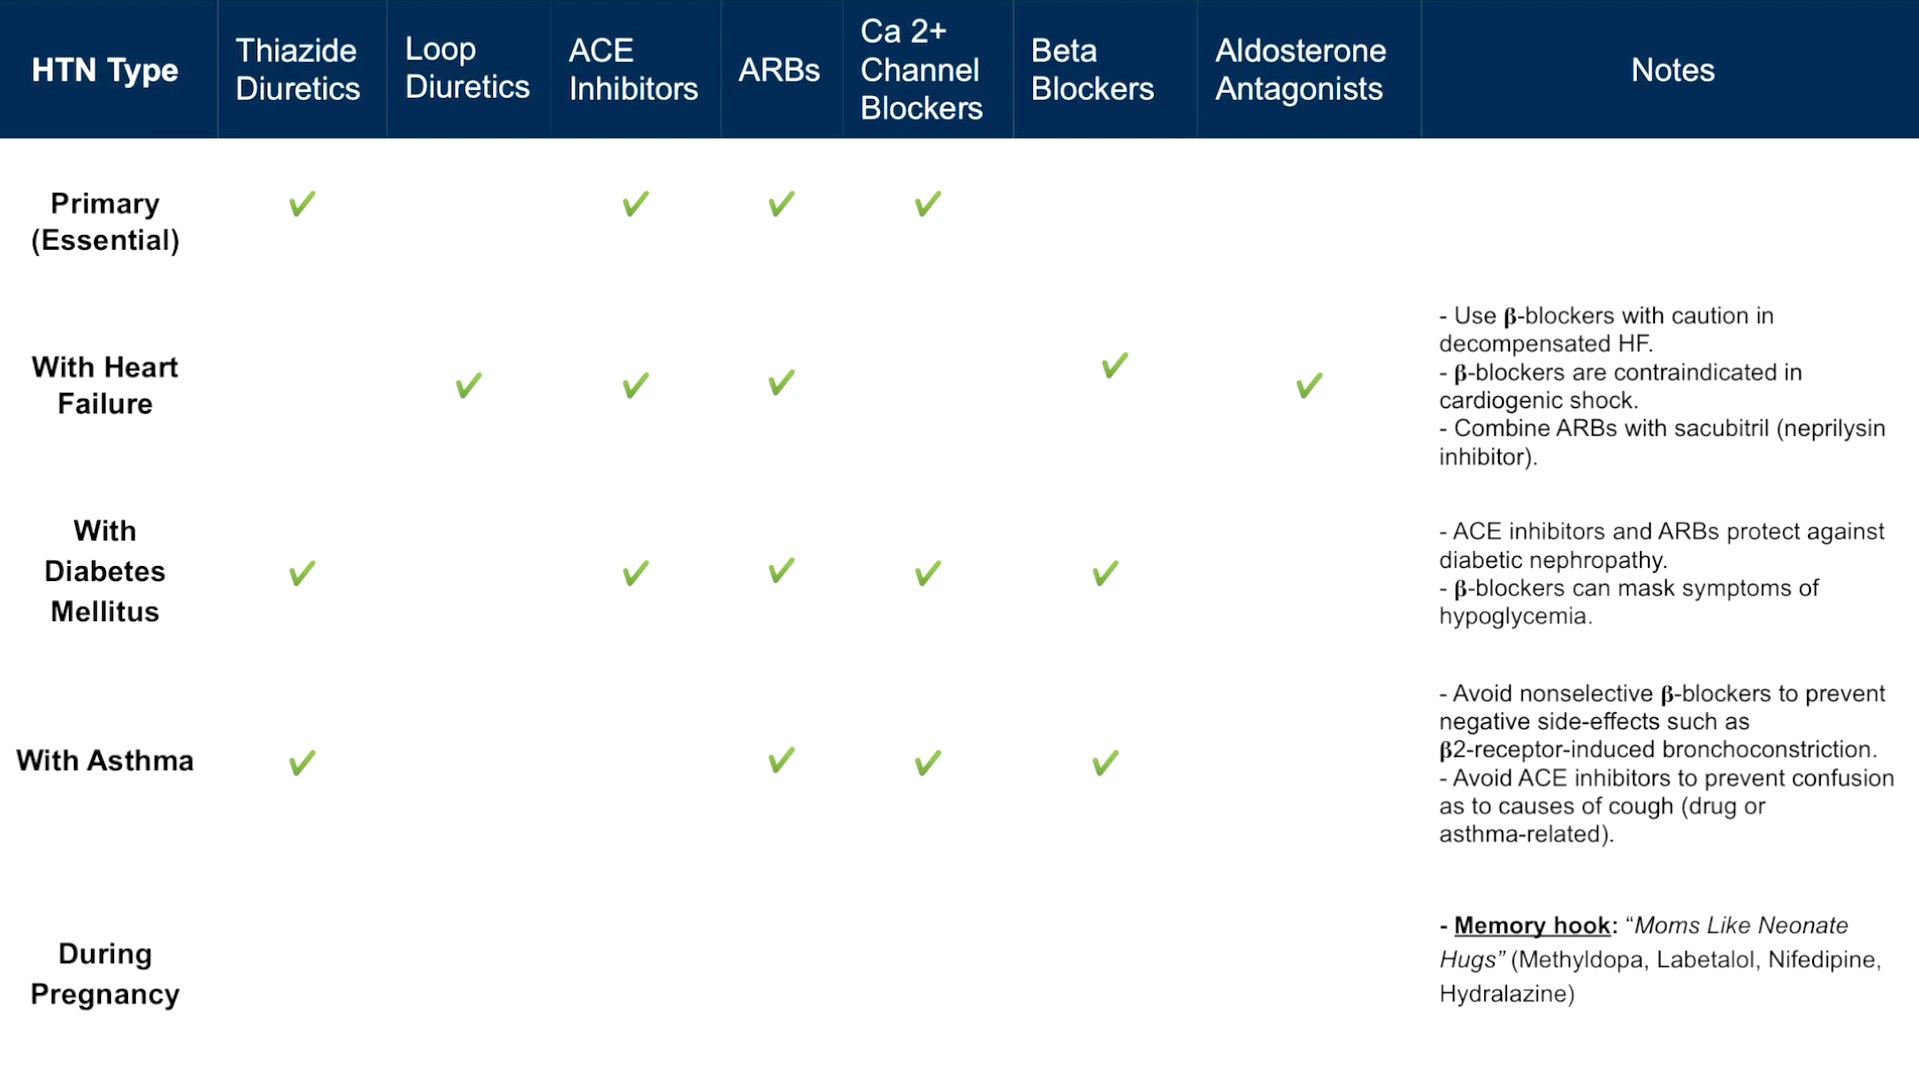 HTN Type
Thiazide
Diuretics
Loop
Diuretics
ACE
Inhibitors
ARBs
Ca 2+
Channel
Blockers
Beta
Blockers
Aldosterone
Antagonists
Notes
Primary
(Essential)
✓ ✓ ✓ ✓
With Heart
Failure
✓ ✓ ✓ ✓ ✓
- Use β-blockers with caution in
decompensated HF.
- β-blockers are contraindicated in
cardiogenic shock.
- Combine ARBs with sacubitril (neprilysin
inhibitor).
With
Diabetes
Mellitus
✓ ✓ ✓ ✓ ✓
- ACE inhibitors and ARBs protect against
diabetic nephropathy.
- β-blockers can mask symptoms of
hypoglycemia.
With Asthma
✓ ✓ ✓ ✓
- Avoid nonselective β-blockers to prevent
negative side-effects such as
β2-receptor-induced bronchoconstriction.
- Avoid ACE inhibitors to prevent confusion
as to causes of cough (drug or
asthma-related).
During
Pregnancy
- Memory hook: “Moms Like Neonate
Hugs” (Methyldopa, Labetalol, Nifedipine,
Hydralazine)